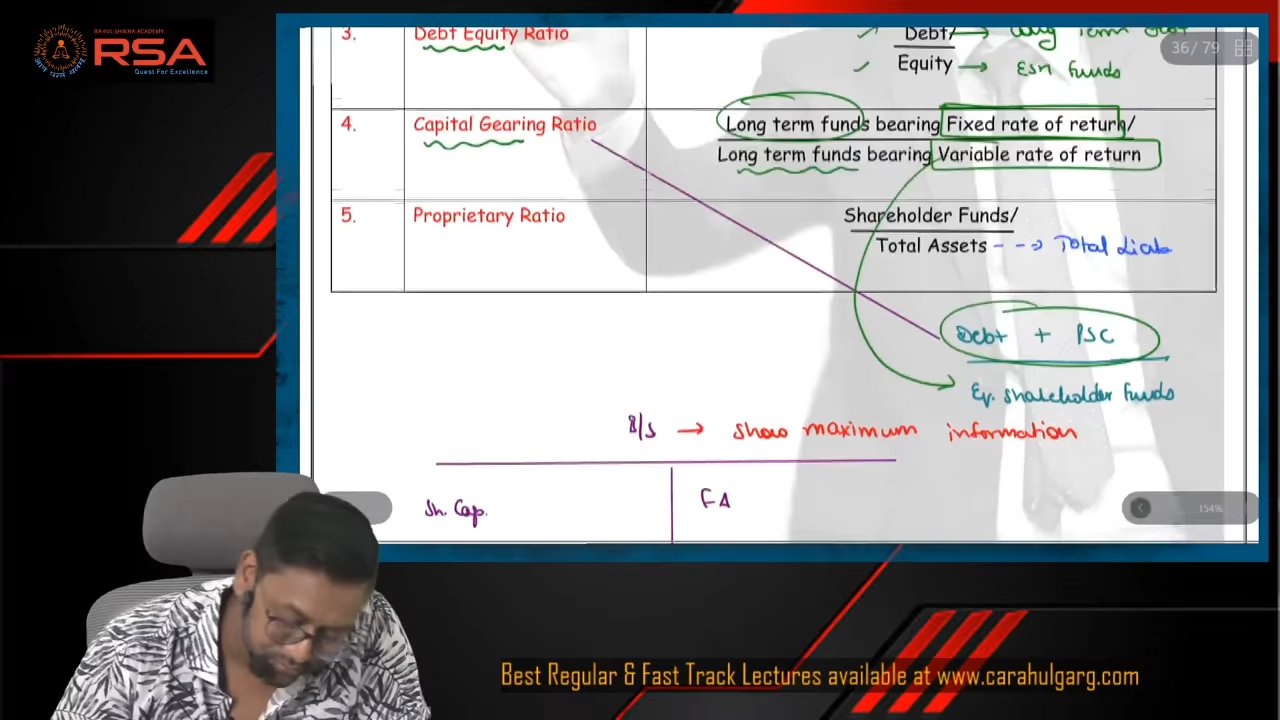 RAHUL SHIKHA ACADEMY
RSA
Quest For Excellence
36 / 79
3. Debt Equity Ratio Debt/ → Term
Equity → Esh Funds
4. Capital Gearing Ratio Long term funds bearing Fixed rate of return/
Long term funds bearing Variable rate of return
5. Proprietary Ratio Shareholder Funds/
Total Assets - - → Total Liab
Debt + PSC
Eq. Shareholder Funds
B/S → Show maximum information
Sh. Cap. FA
154%
Best Regular & Fast Track Lectures available at www.carahulgarg.com